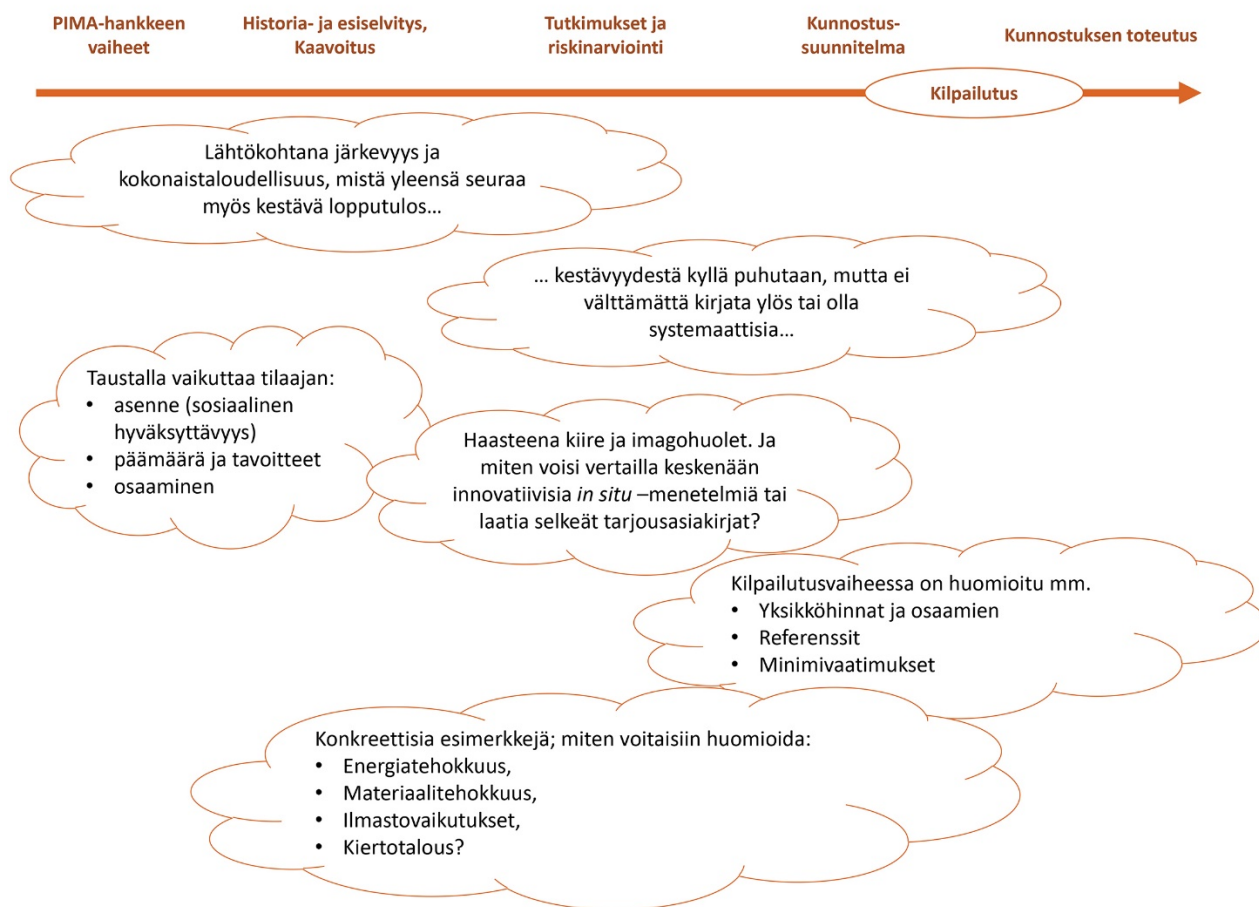 PIMA-hankkeen
vaiheet
Historia- ja esiselvitys,
Kaavoitus
Tutkimukset ja
riskinarviointi
Kunnostus-
suunnitelma
Kunnostuksen toteutus
Kilpailutus
Lähtökohtana järkevyys ja
kokonaistaloudellisuus, mistä yleensä seuraa
myös kestävä lopputulos…
… kestävyydestä kyllä puhutaan, mutta ei
välttämättä kirjata ylös tai olla
systemaattisia…
Taustalla vaikuttaa tilaajan:
• asenne (sosiaalinen
hyväksyttävyys)
• päämäärä ja tavoitteet
• osaaminen
Haasteena kiire ja imagohuolet. Ja
miten voisi vertailla keskenään
innovatiivisia in situ –menetelmiä tai
laatia selkeät tarjousasiakirjat?
Kilpailutusvaiheessa on huomioitu mm.
• Yksikköhinnat ja osaamien
• Referenssit
• Minimivaatimukset
Konkreettisia esimerkkejä; miten voitaisiin huomioida:
• Energiatehokkuus,
• Materiaalitehokkuus,
• Ilmastovaikutukset,
• Kiertotalous?